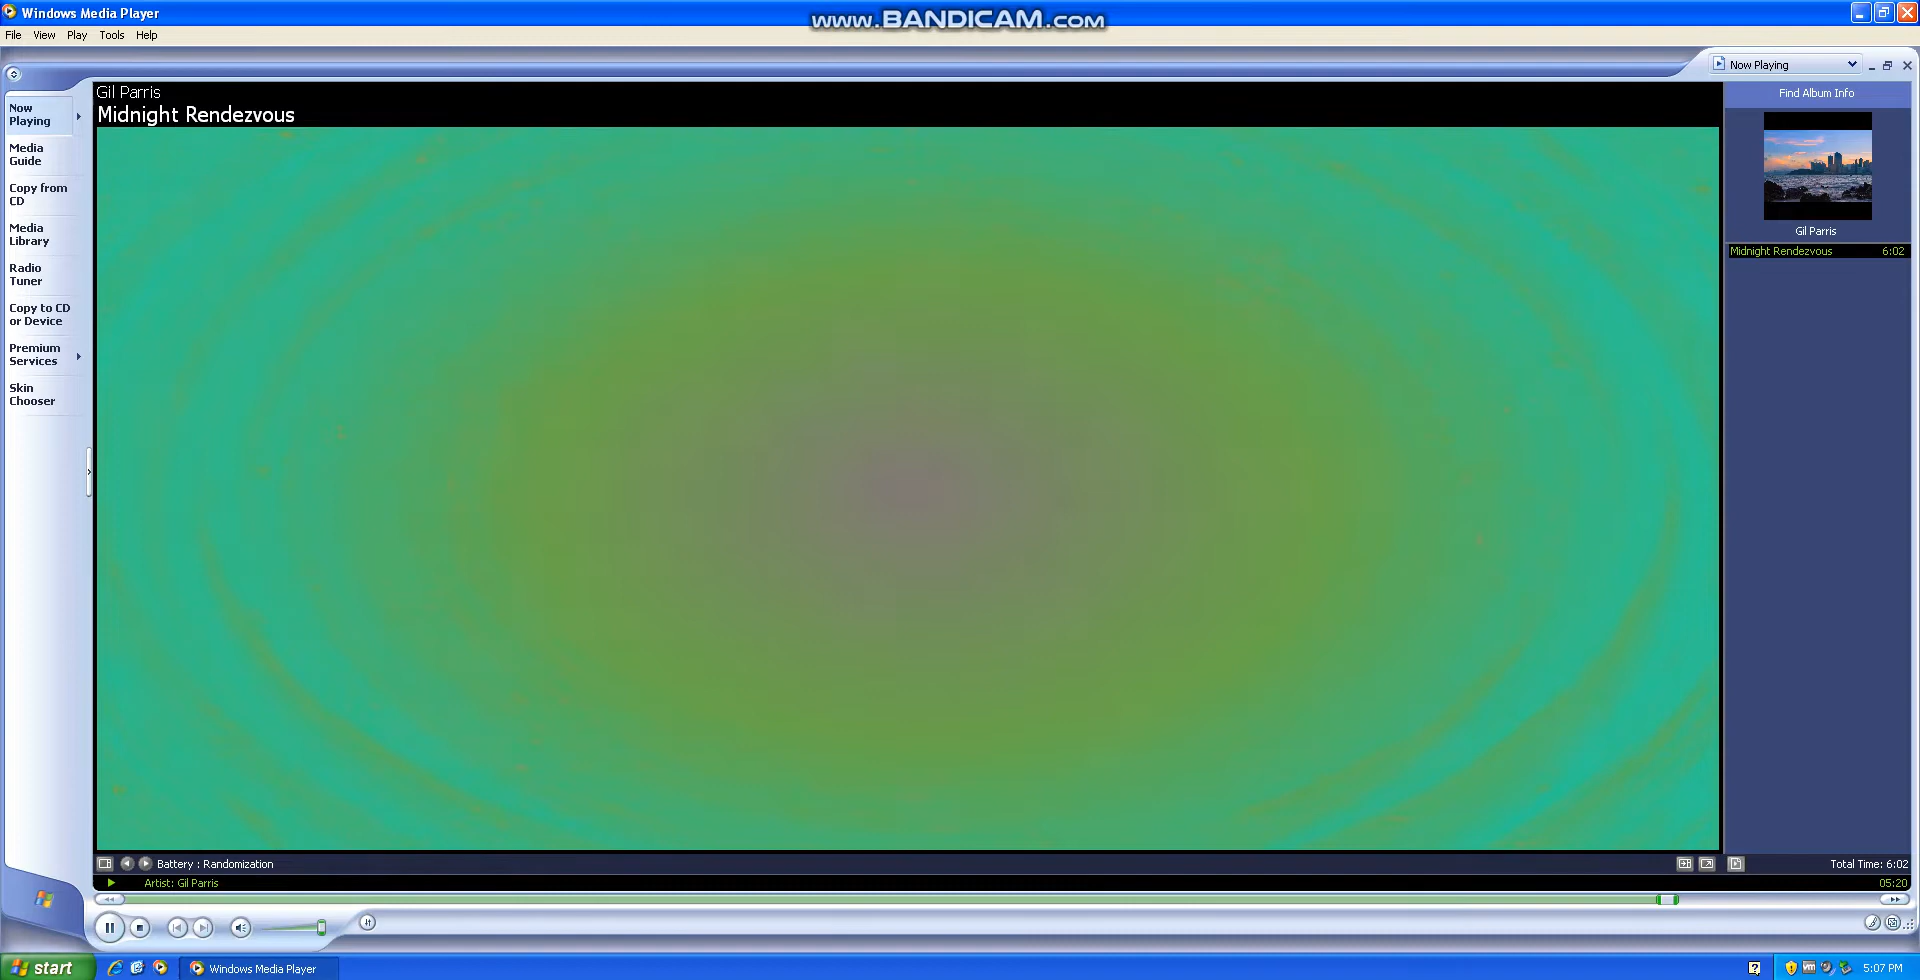 Windows Media Player
www.BANDICAM.com
File View Play Tools Help
Now Playing
Now
Playing
Media
Guide
Copy from
CD
Media
Library
Radio
Tuner
Copy to CD
or Device
Premium
Services
Skin
Chooser
Gil Parris
Midnight Rendezvous
Find Album Info
Gil Parris
Midnight Rendezvous 6:02
Battery : Randomization
Total Time: 6:02
Artist: Gil Parris
05:20
start
Windows Media Player
5:07 PM